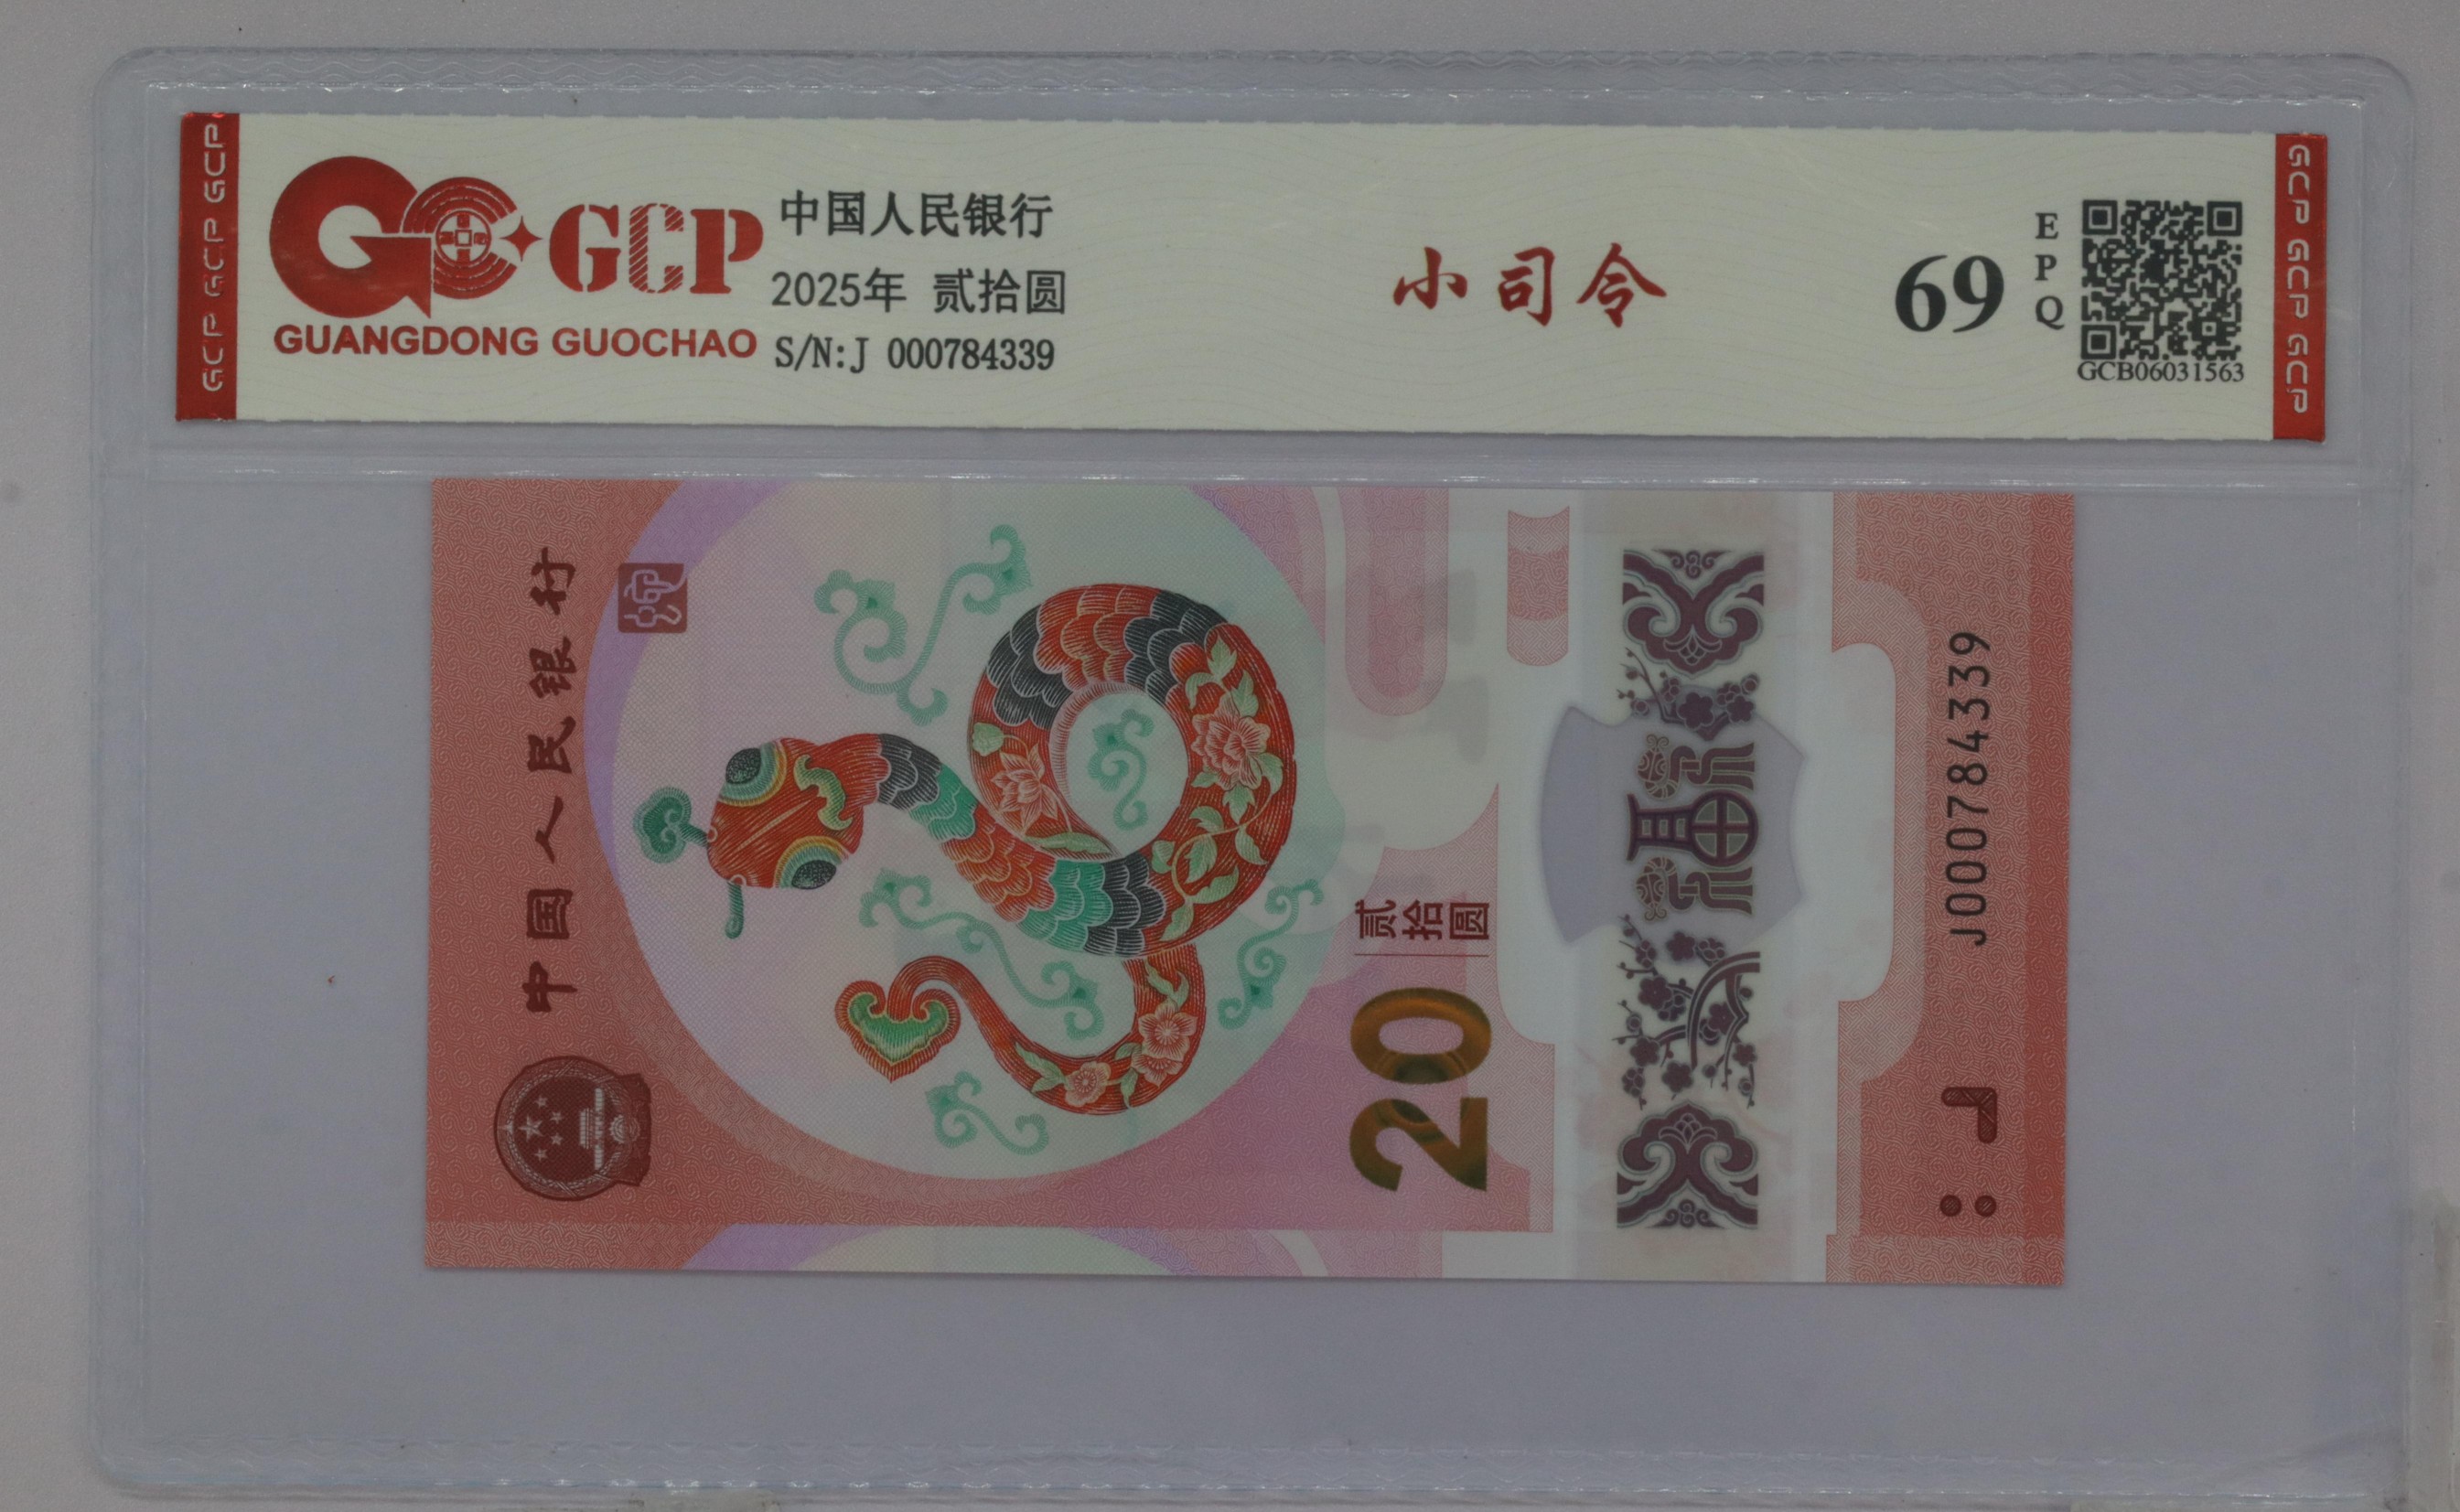 GCP GCP GCP
GCP
GUANGDONG GUOCHAO
中国人民银行
2025年 贰拾圆
S/N:J 000784339
小司令
69
EPQ
GCB06031563
GCP GCP GCP
中国人民银行
贰拾圆
20
福
J000784339